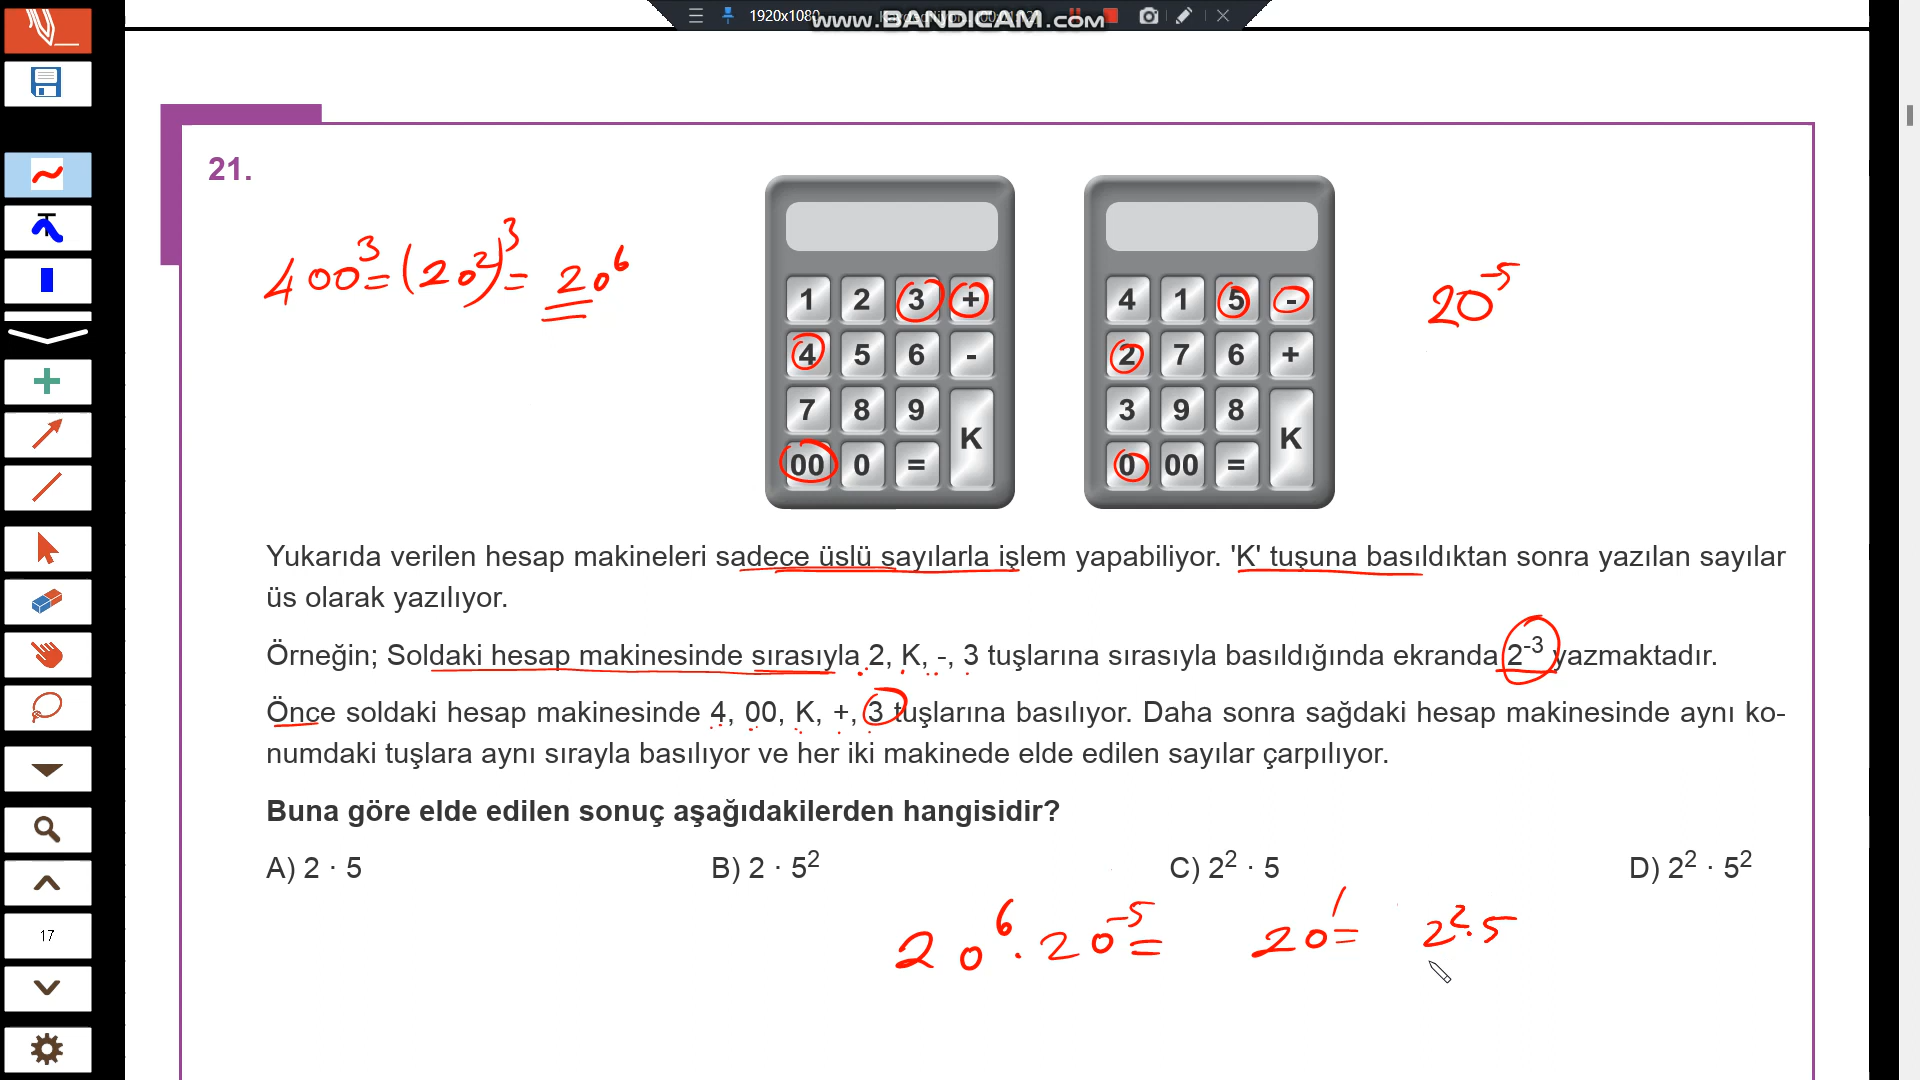 1920x1080
www.BANDICAM.com
21.
400³ = (20²)³ = 20⁶
1 2 3 +
4 5 6 -
7 8 9
K
00 0 =
4 1 5 -
2 7 6 +
3 9 8
K
0 00 =
20⁻⁵
Yukarıda verilen hesap makineleri sadece üslü sayılarla işlem yapabiliyor. 'K' tuşuna basıldıktan sonra yazılan sayılar
üs olarak yazılıyor.
Örneğin; Soldaki hesap makinesinde sırasıyla 2, K, -, 3 tuşlarına sırasıyla basıldığında ekranda 2⁻³ yazmaktadır.
Önce soldaki hesap makinesinde 4, 00, K, +, 3 tuşlarına basılıyor. Daha sonra sağdaki hesap makinesinde aynı ko-
numdaki tuşlara aynı sırayla basılıyor ve her iki makinede elde edilen sayılar çarpılıyor.
Buna göre elde edilen sonuç aşağıdakilerden hangisidir?
A) 2 · 5 B) 2 · 5² C) 2² · 5 D) 2² · 5²
20⁶ · 20⁻⁵ = 20¹ = 2² · 5
17